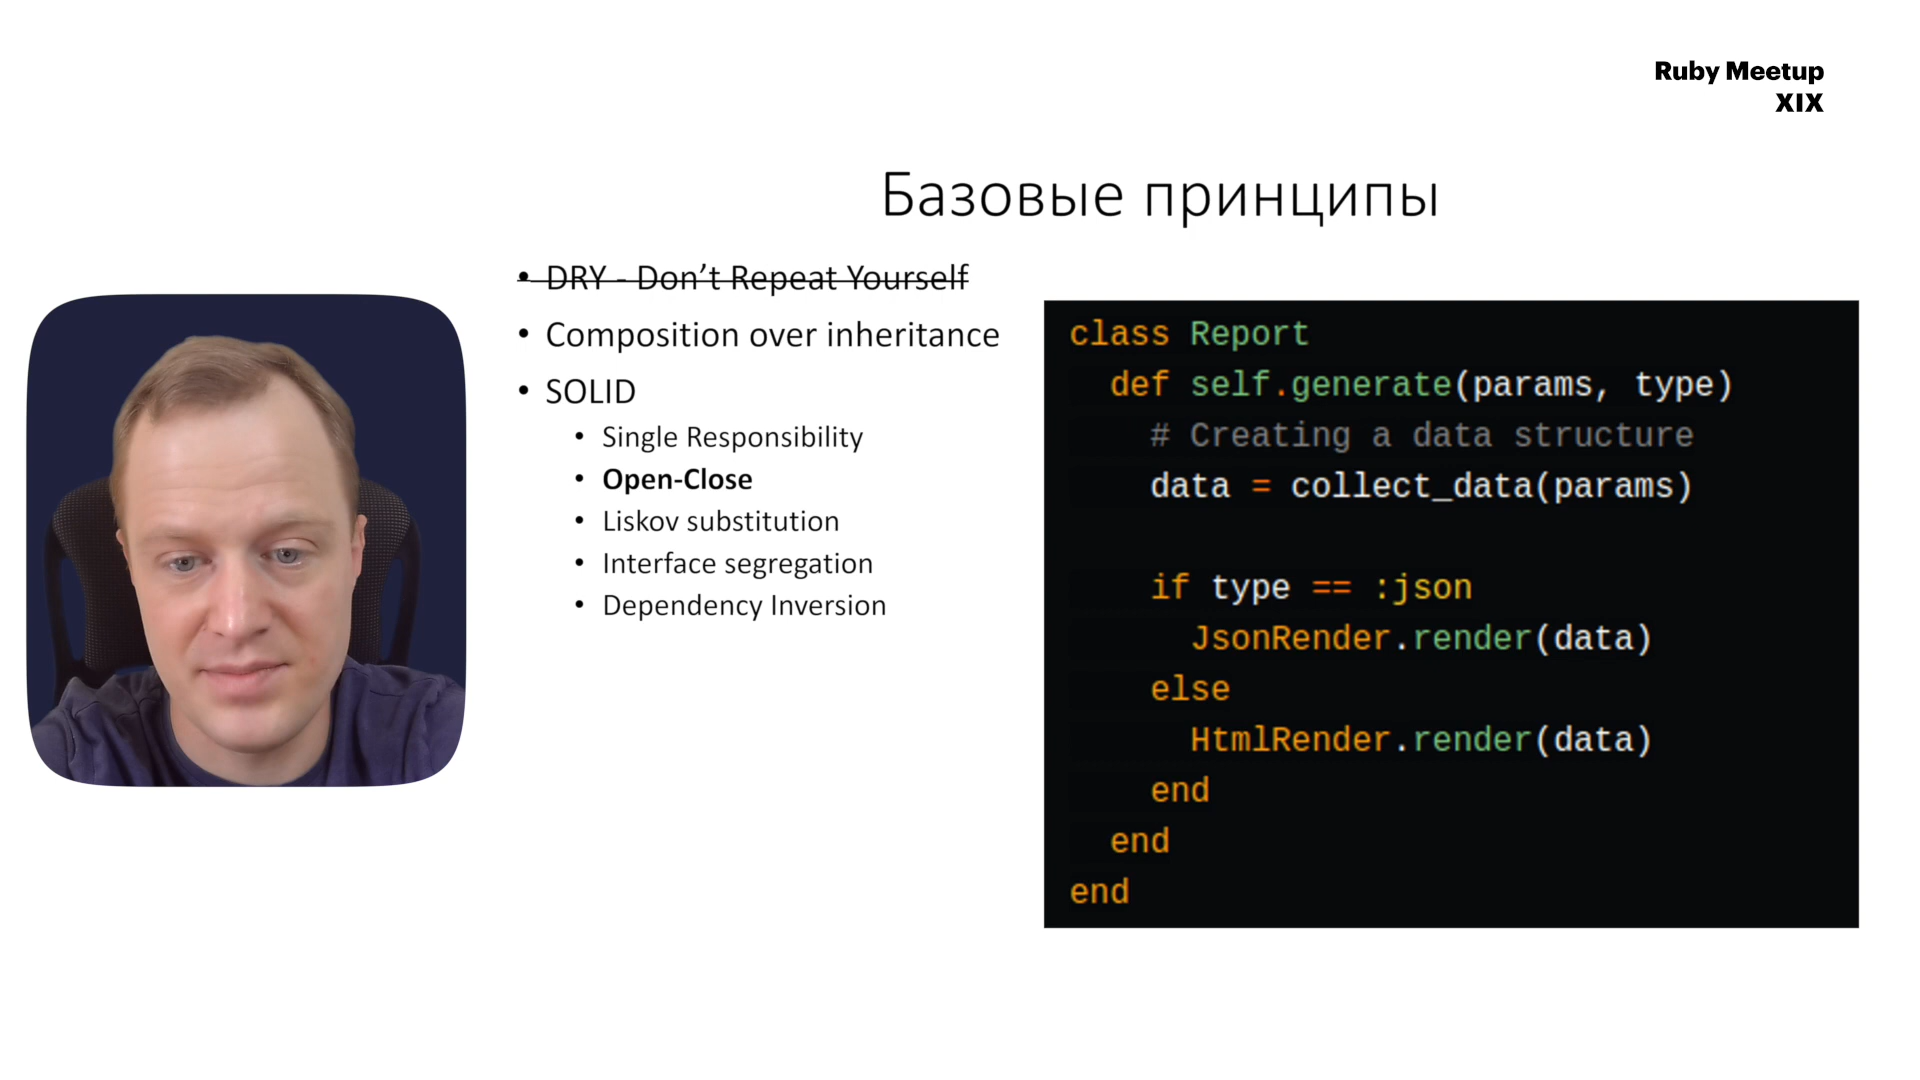 Ruby Meetup
XIX
Базовые принципы
• DRY - Don’t Repeat Yourself
• Composition over inheritance
• SOLID
• Single Responsibility
• Open-Close
• Liskov substitution
• Interface segregation
• Dependency Inversion
class Report
  def self.generate(params, type)
    # Creating a data structure
    data = collect_data(params)

    if type == :json
      JsonRender.render(data)
    else
      HtmlRender.render(data)
    end
  end
end